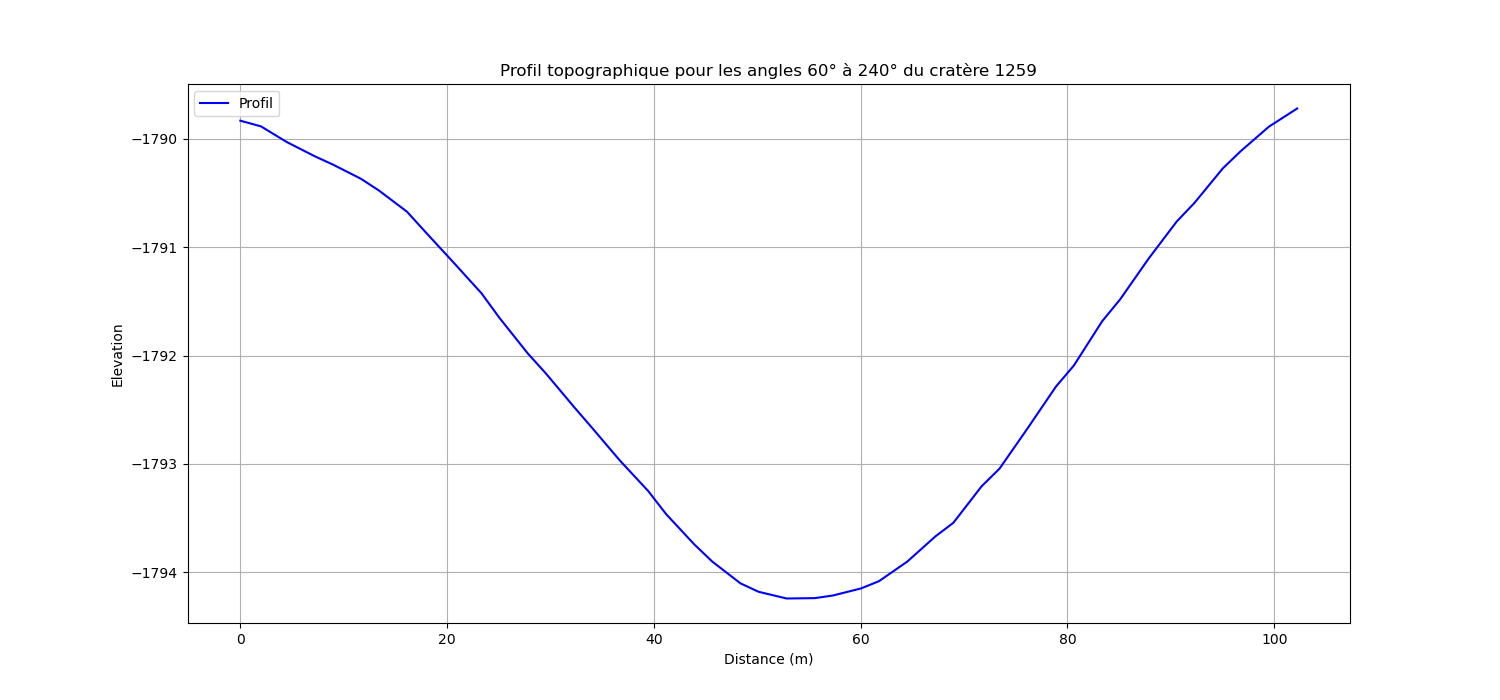 Profil topographique pour les angles 60° à 240° du cratère 1259
Profil
−1790
−1791
−1792
−1793
−1794
Elevation
0 20 40 60 80 100
Distance (m)